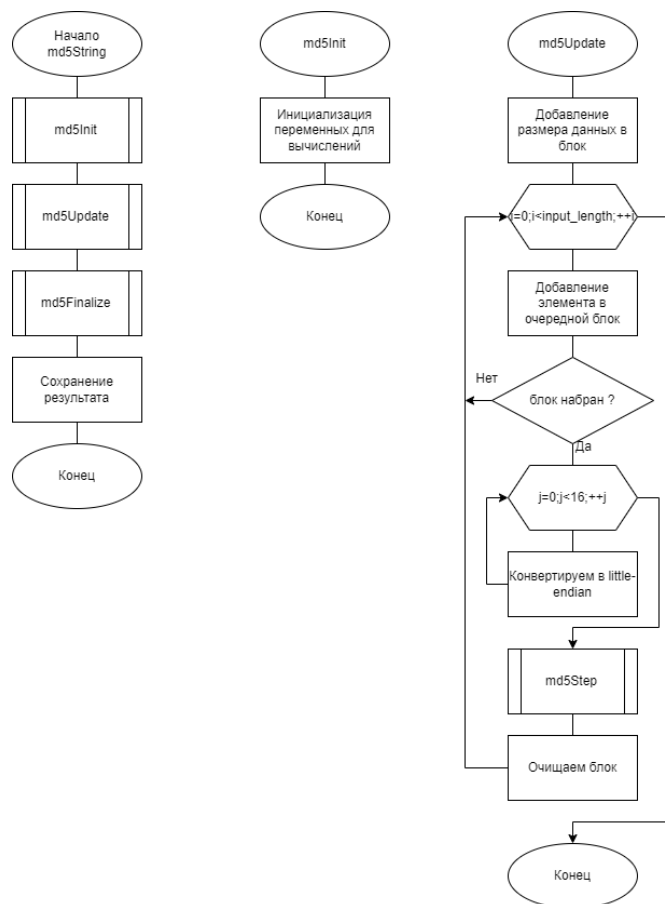 Начало
md5String
md5Init
md5Update
md5Finalize
Сохранение
результата
Конец
md5Init
Инициализация
переменных для
вычислений
Конец
md5Update
Добавление
размера данных в
блок
i=0;i<input_length;++i
Добавление
элемента в
очередной блок
блок набран ?
Нет
Да
j=0;j<16;++j
Конвертируем в little-
endian
md5Step
Очищаем блок
Конец